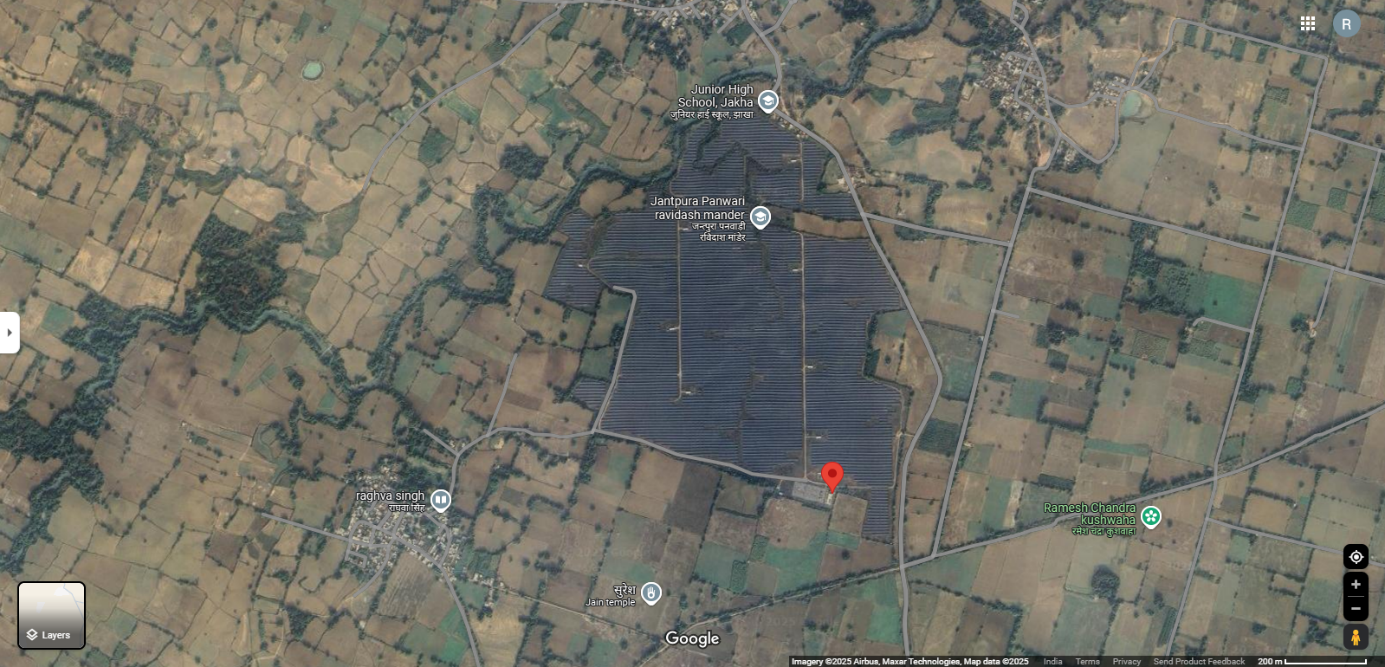 R
Junior High
School, Jakha
जुनियर हाई स्कूल, झाखा
Jantpura Panwari
ravidash mander
जन्तपुरा पनवाड़ी
रविदाश मांडेर
raghva singh
राघवा सिंह
Ramesh Chandra
kushwana
रमेश चंद्रा कुशवाहा
सुरेश
Jain temple
Layers
Google
Imagery ©2025 Airbus, Maxar Technologies, Map data ©2025 India Terms Privacy Send Product Feedback 200 m